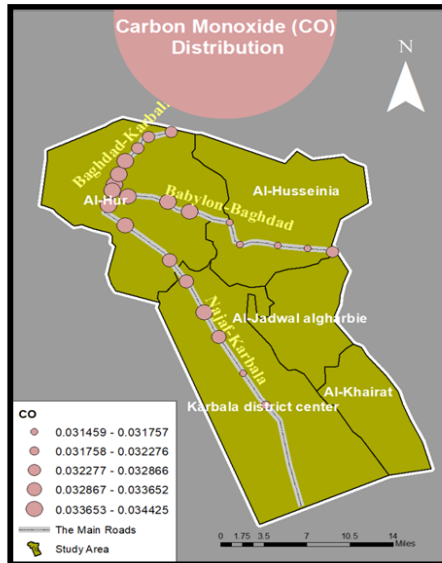 Carbon Monoxide (CO)
Distribution
N
Baghdad-Karbala
Al-Husseinia
Babylon-Baghdad
Al-Hur
Najaf-Karbala
Al-Jadwal algharbie
Al-Khairat
Karbala district center
CO
0.031459 - 0.031757
0.031758 - 0.032276
0.032277 - 0.032866
0.032867 - 0.033652
0.033653 - 0.034425
The Main Roads
Study Area
0 1.75 3.5 7 10.5 14
Miles